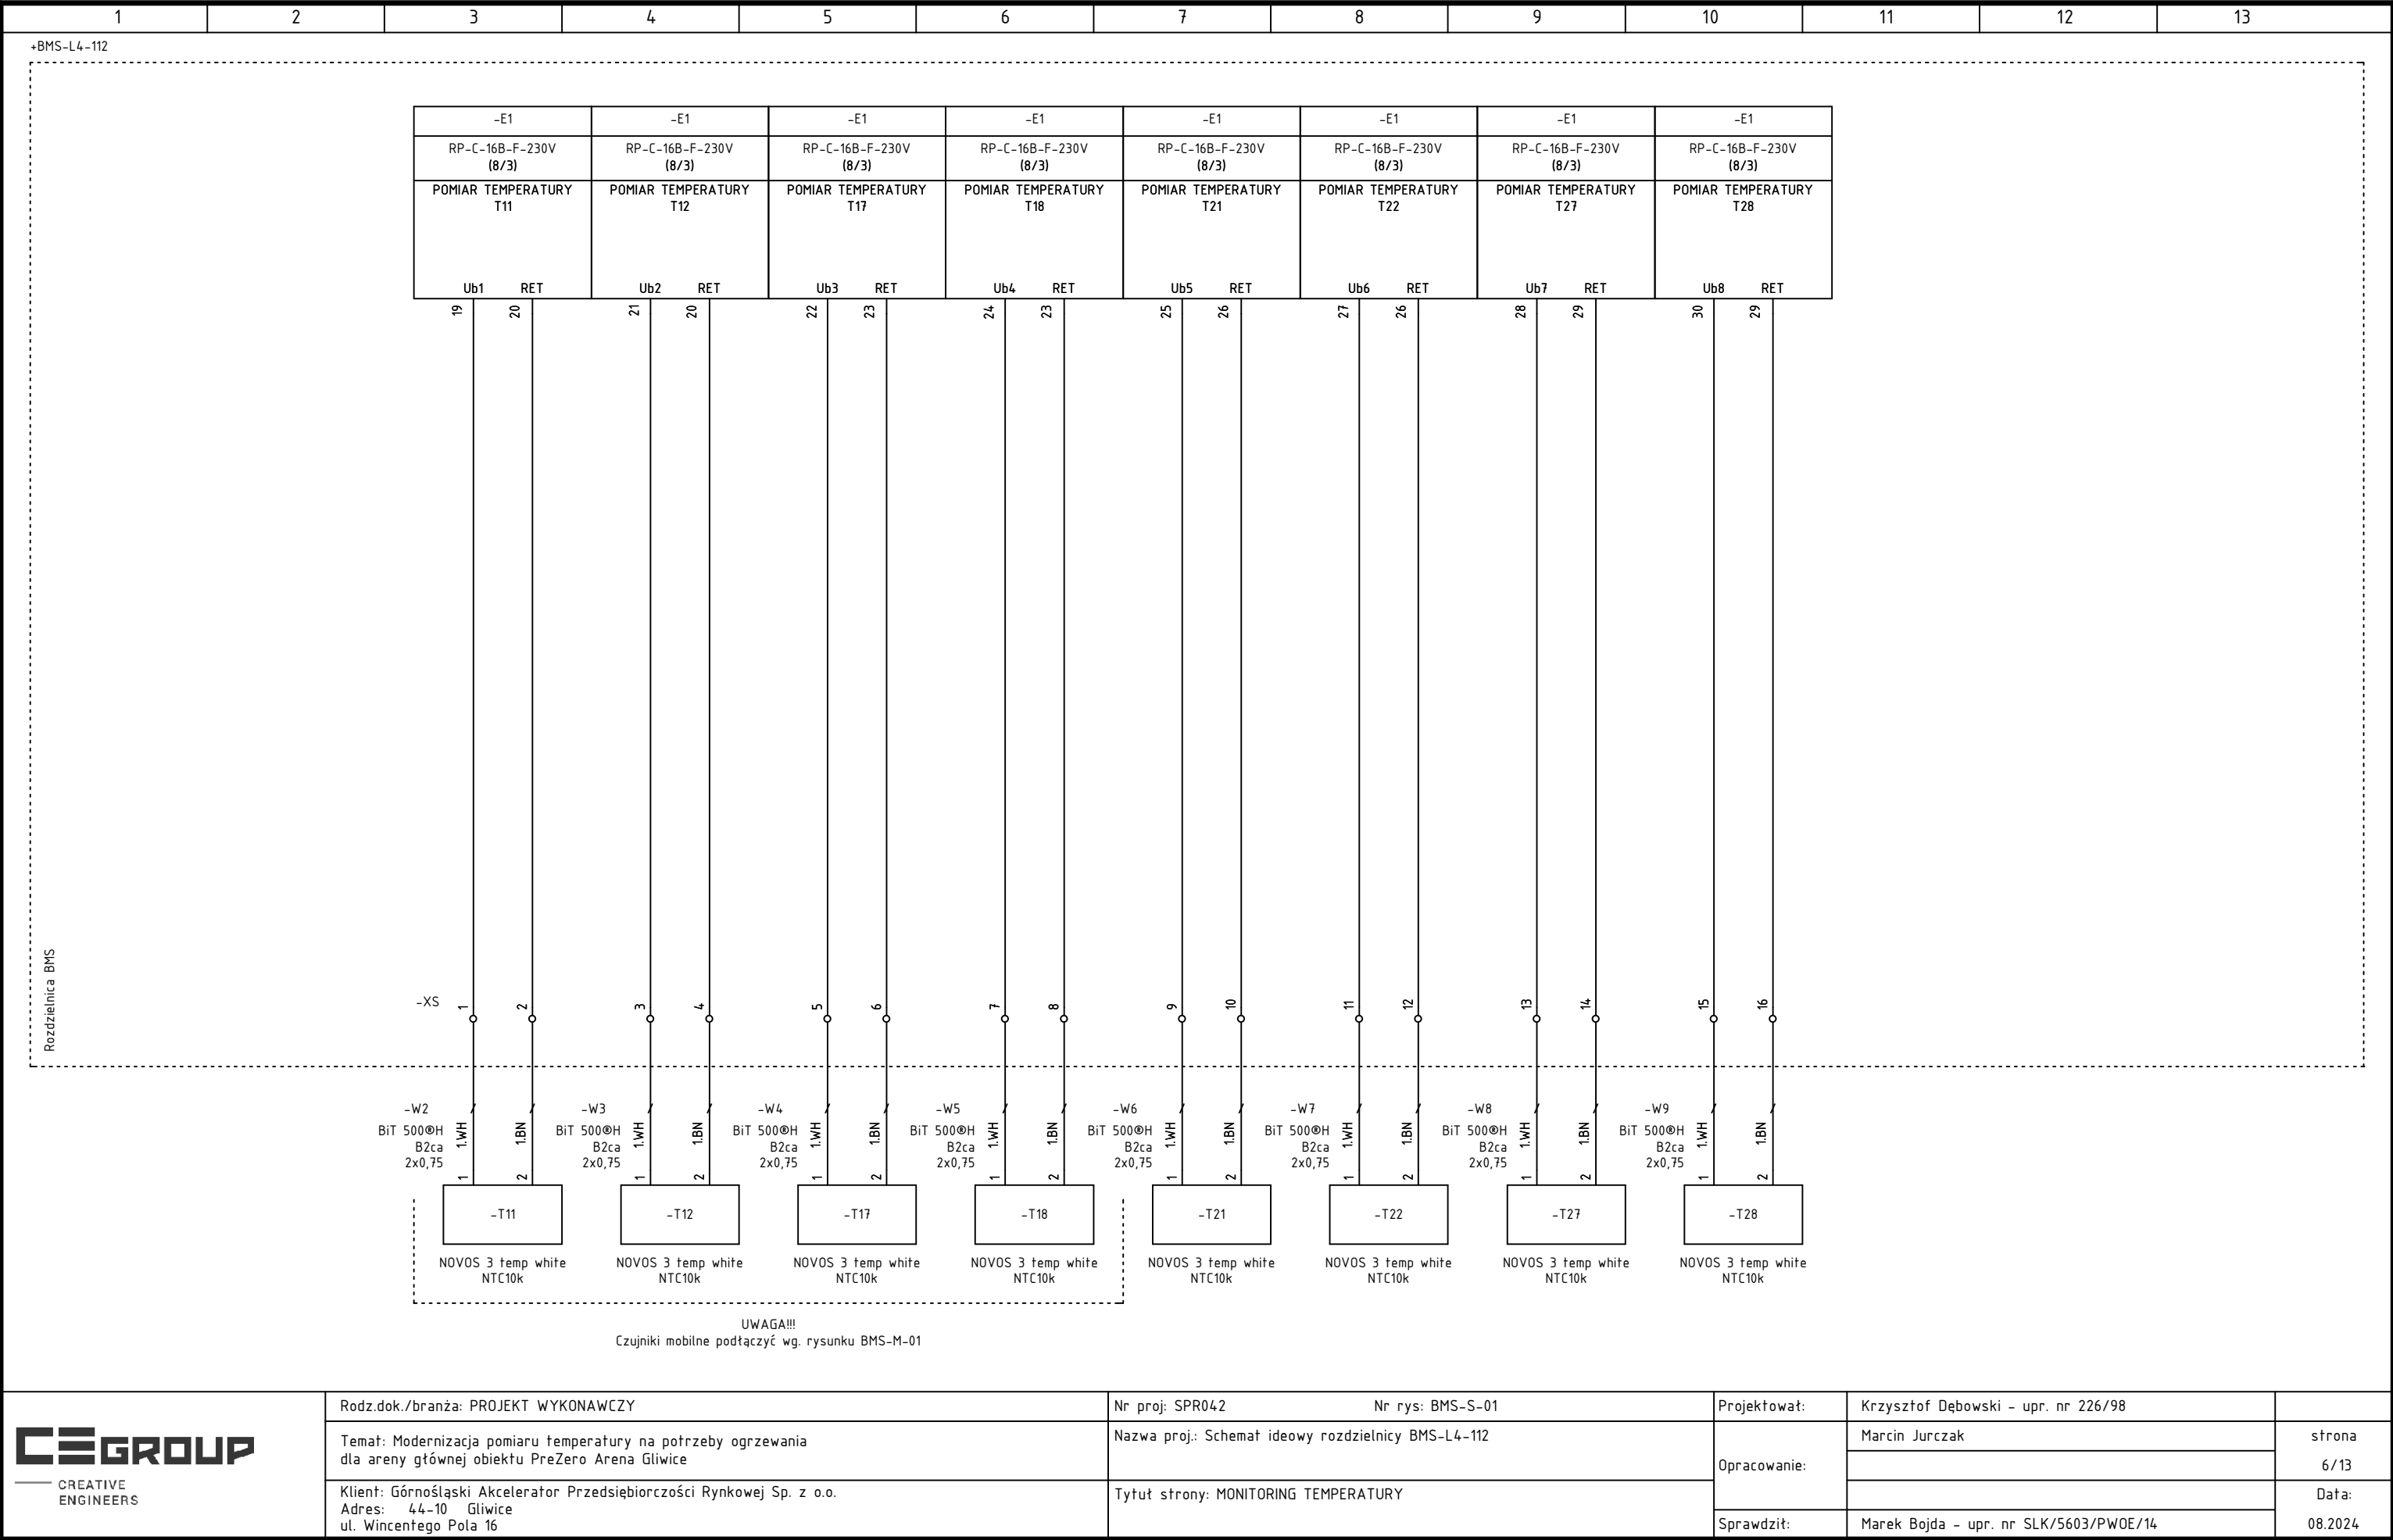 1 2 3 4 5 6 7 8 9 10 11 12 13
+BMS-L4-112
-E1 -E1 -E1 -E1 -E1 -E1 -E1 -E1
RP-C-16B-F-230V RP-C-16B-F-230V RP-C-16B-F-230V RP-C-16B-F-230V RP-C-16B-F-230V RP-C-16B-F-230V RP-C-16B-F-230V RP-C-16B-F-230V
(8/3) (8/3) (8/3) (8/3) (8/3) (8/3) (8/3) (8/3)
POMIAR TEMPERATURY POMIAR TEMPERATURY POMIAR TEMPERATURY POMIAR TEMPERATURY POMIAR TEMPERATURY POMIAR TEMPERATURY POMIAR TEMPERATURY POMIAR TEMPERATURY
T11 T12 T17 T18 T21 T22 T27 T28
Ub1 RET Ub2 RET Ub3 RET Ub4 RET Ub5 RET Ub6 RET Ub7 RET Ub8 RET
19 20 21 20 22 23 24 23 25 26 27 26 28 29 30 29
Rozdzielnica BMS
-XS 1 2 3 4 5 6 7 8 9 10 11 12 13 14 15 16
-W2 -W3 -W4 -W5 -W6 -W7 -W8 -W9
BiT 500®H 1.WH 1.BN BiT 500®H 1.WH 1.BN BiT 500®H 1.WH 1.BN BiT 500®H 1.WH 1.BN BiT 500®H 1.WH 1.BN BiT 500®H 1.WH 1.BN BiT 500®H 1.WH 1.BN BiT 500®H 1.WH 1.BN
B2ca B2ca B2ca B2ca B2ca B2ca B2ca B2ca
2x0,75 2x0,75 2x0,75 2x0,75 2x0,75 2x0,75 2x0,75 2x0,75
1 2 1 2 1 2 1 2 1 2 1 2 1 2 1 2
-T11 -T12 -T17 -T18 -T21 -T22 -T27 -T28
NOVOS 3 temp white NOVOS 3 temp white NOVOS 3 temp white NOVOS 3 temp white NOVOS 3 temp white NOVOS 3 temp white NOVOS 3 temp white NOVOS 3 temp white
NTC10k NTC10k NTC10k NTC10k NTC10k NTC10k NTC10k NTC10k
UWAGA!!!
Czujniki mobilne podłączyć wg. rysunku BMS-M-01
CEGROUP
CREATIVE
ENGINEERS
Rodz.dok./branża: PROJEKT WYKONAWCZY
Temat: Modernizacja pomiaru temperatury na potrzeby ogrzewania
dla areny głównej obiektu PreZero Arena Gliwice
Klient: Górnośląski Akcelerator Przedsiębiorczości Rynkowej Sp. z o.o.
Adres: 44-10 Gliwice
ul. Wincentego Pola 16
Nr proj: SPR042 Nr rys: BMS-S-01
Nazwa proj.: Schemat ideowy rozdzielnicy BMS-L4-112
Tytuł strony: MONITORING TEMPERATURY
Projektował: Krzysztof Dębowski - upr. nr 226/98
Opracowanie: Marcin Jurczak
Sprawdził: Marek Bojda - upr. nr SLK/5603/PWOE/14
strona
6/13
Data:
08.2024